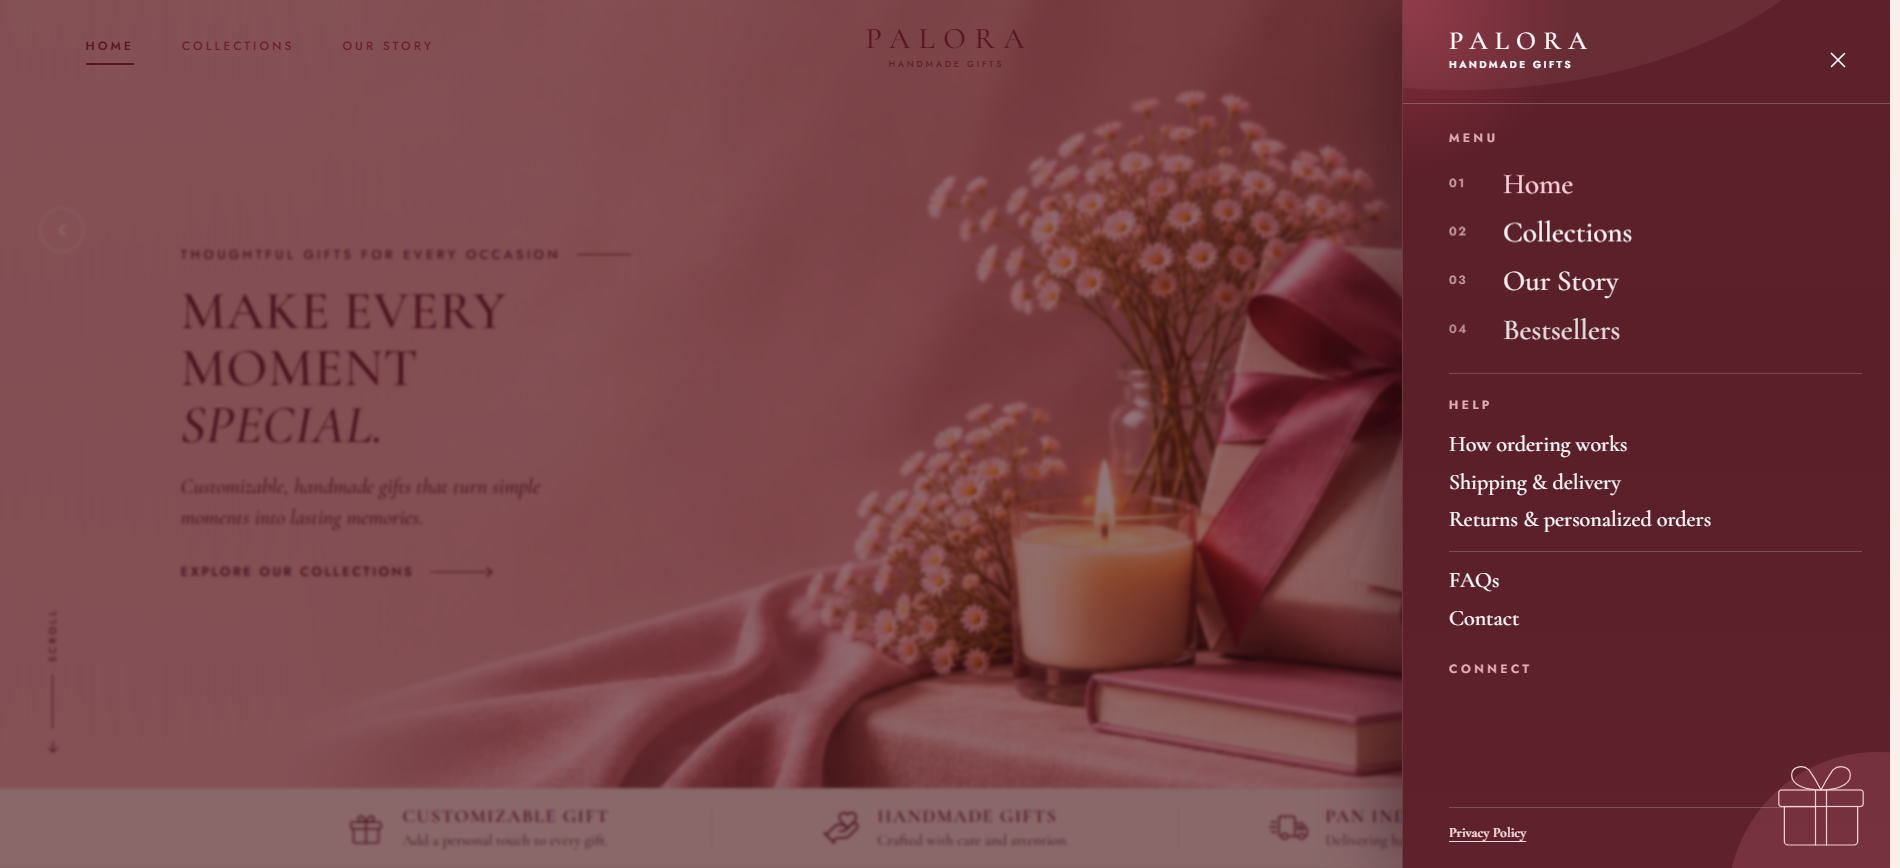 HOME
COLLECTIONS
OUR STORY
PALORA
HANDMADE GIFTS
THOUGHTFUL GIFTS FOR EVERY OCCASION
MAKE EVERY
MOMENT
SPECIAL.
Customizable, handmade gifts that turn simple
moments into lasting memories.
EXPLORE OUR COLLECTIONS
SCROLL
CUSTOMIZABLE GIFT
Add a personal touch to every gift.
HANDMADE GIFTS
Crafted with care and attention.
PAN
Delivering
PALORA
HANDMADE GIFTS
MENU
01 Home
02 Collections
03 Our Story
04 Bestsellers
HELP
How ordering works
Shipping & delivery
Returns & personalized orders
FAQs
Contact
CONNECT
Privacy Policy